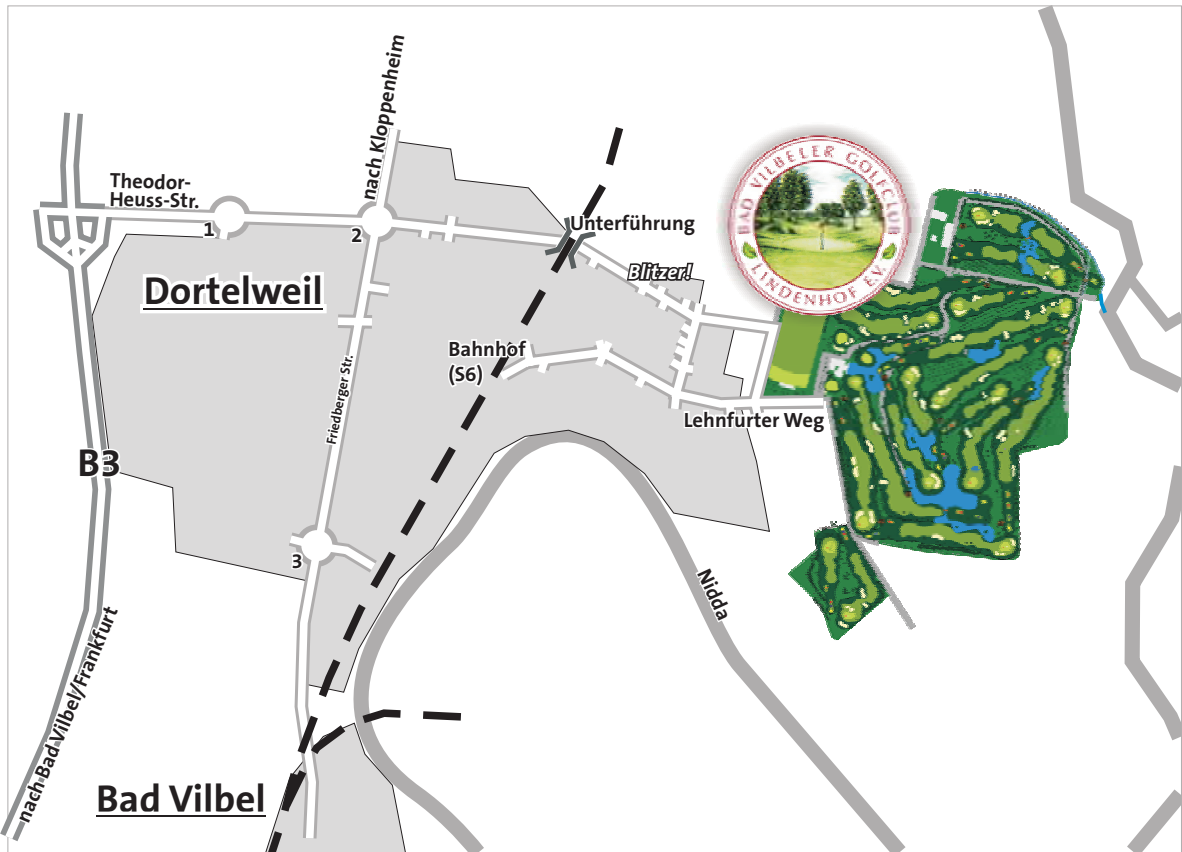 nach Kloppenheim
Theodor-
Heuss-Str.
1
2
Unterführung
Blitzer!
BAD VILBELER GOLFCLUB
LINDENHOF E.V.
Dortelweil
Bahnhof
(S6)
Friedberger Str.
Lehnfurter Weg
B3
3
Nidda
nach Bad Vilbel/Frankfurt
Bad Vilbel